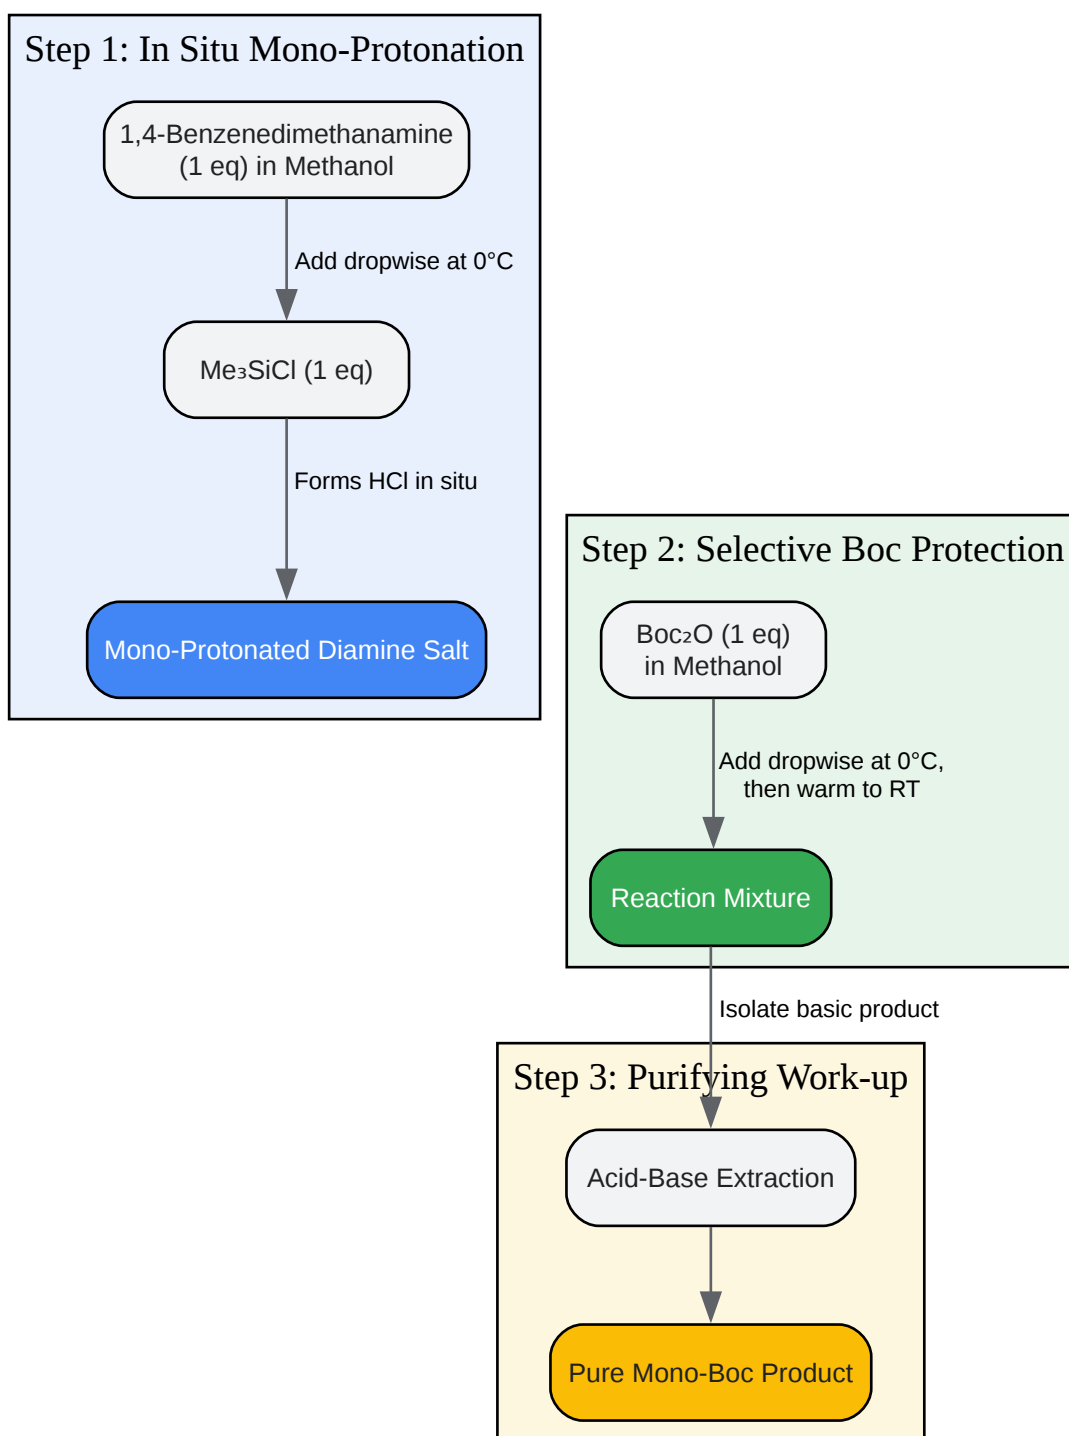 Step 1: In Situ Mono-Protonation
1,4-Benzenedimethanamine
(1 eq) in Methanol
Add dropwise at 0°C
Me₃SiCl (1 eq)
Forms HCl in situ
Mono-Protonated Diamine Salt
Step 2: Selective Boc Protection
Boc₂O (1 eq)
in Methanol
Add dropwise at 0°C,
then warm to RT
Reaction Mixture
Isolate basic product
Step 3: Purifying Work-up
Acid-Base Extraction
Pure Mono-Boc Product